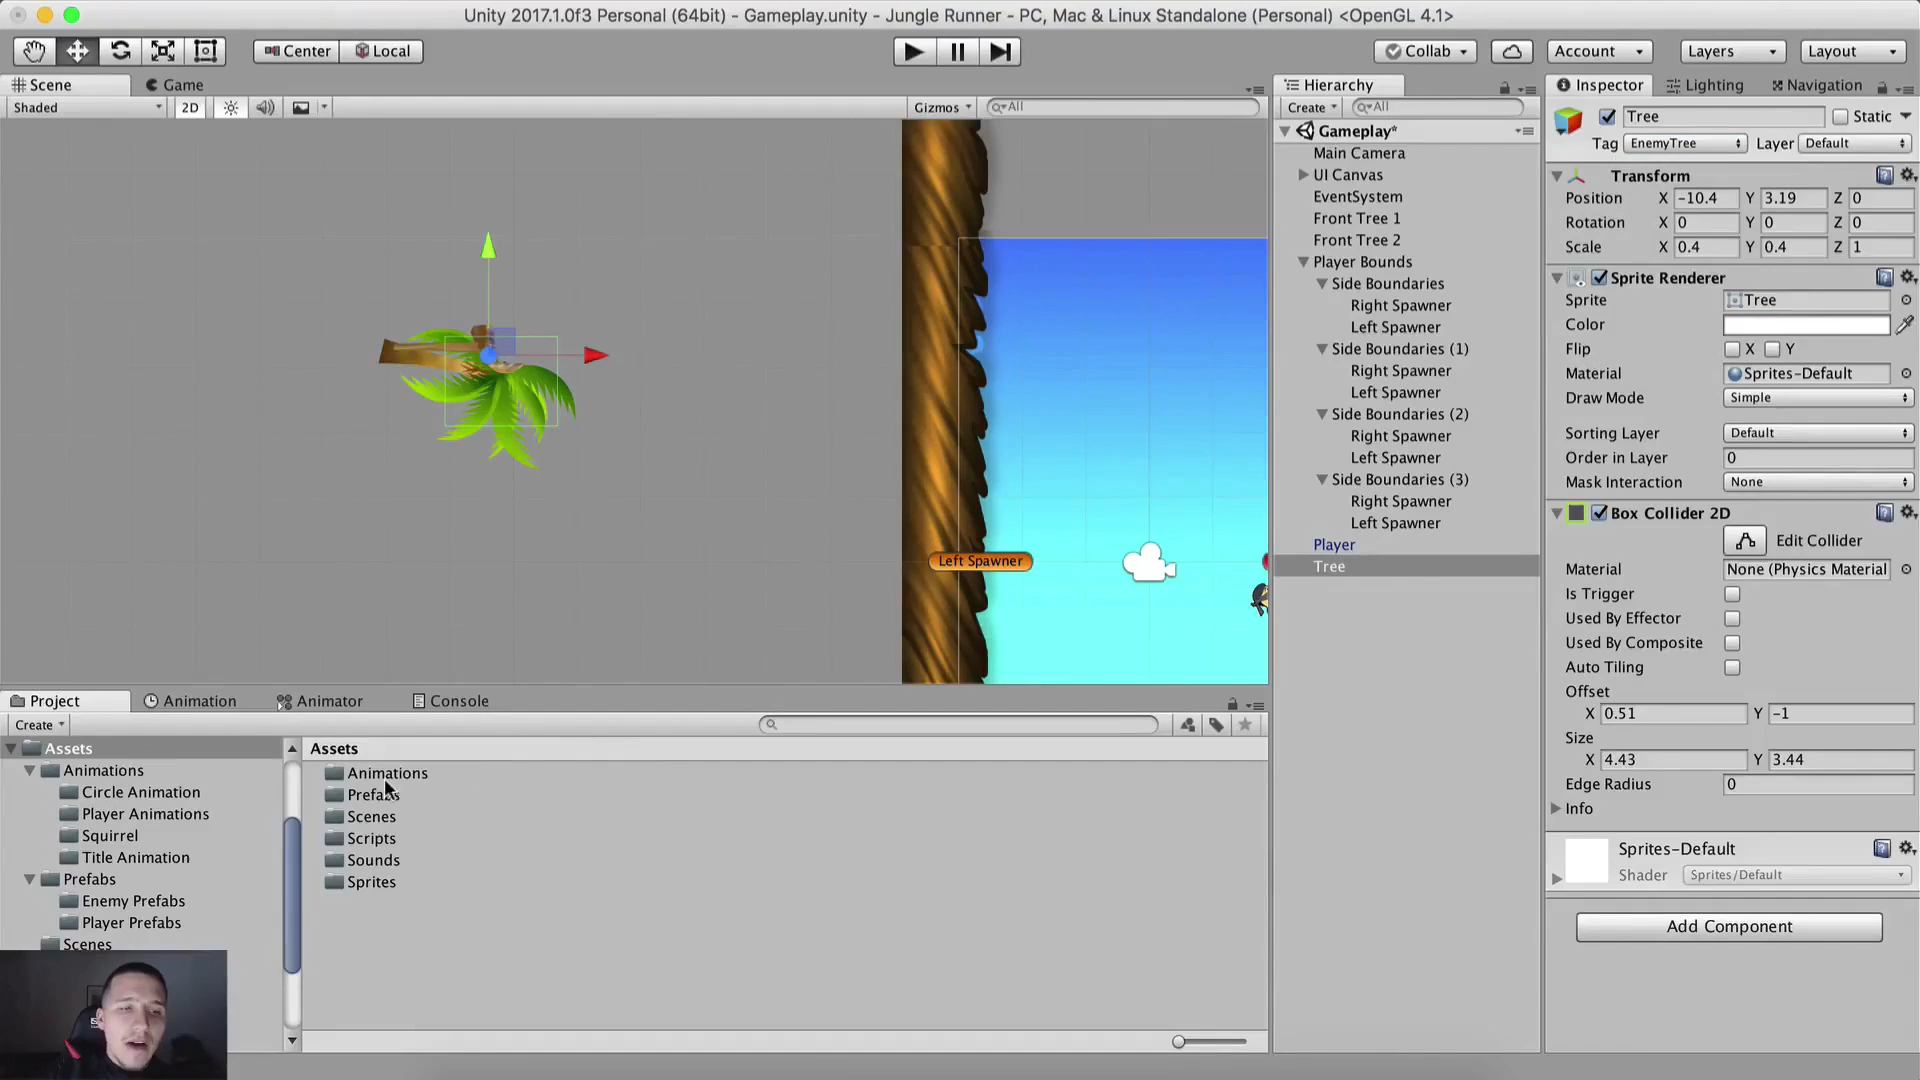 Unity 2017.1.0f3 Personal (64bit) - Gameplay.unity - Jungle Runner - PC, Mac & Linux Standalone (Personal) <OpenGL 4.1>
Center Local Collab Account Layers Layout
Scene Game
Shaded 2D Gizmos All
Left Spawner
Hierarchy
Create All
Gameplay*
Main Camera
UI Canvas
EventSystem
Front Tree 1
Front Tree 2
Player Bounds
Side Boundaries
Right Spawner
Left Spawner
Side Boundaries (1)
Right Spawner
Left Spawner
Side Boundaries (2)
Right Spawner
Left Spawner
Side Boundaries (3)
Right Spawner
Left Spawner
Player
Tree
Inspector Lighting Navigation
Tree Static
Tag EnemyTree Layer Default
Transform
Position X -10.4 Y 3.19 Z 0
Rotation X 0 Y 0 Z 0
Scale X 0.4 Y 0.4 Z 1
Sprite Renderer
Sprite Tree
Color
Flip X Y
Material Sprites-Default
Draw Mode Simple
Sorting Layer Default
Order in Layer 0
Mask Interaction None
Box Collider 2D
Edit Collider
Material None (Physics Material
Is Trigger
Used By Effector
Used By Composite
Auto Tiling
Offset
X 0.51 Y -1
Size
X 4.43 Y 3.44
Edge Radius 0
Info
Sprites-Default
Shader Sprites/Default
Add Component
Project Animation Animator Console
Create
Assets
Animations
Circle Animation
Player Animations
Squirrel
Title Animation
Prefabs
Enemy Prefabs
Player Prefabs
Scenes
Assets
Animations
Prefabs
Scenes
Scripts
Sounds
Sprites